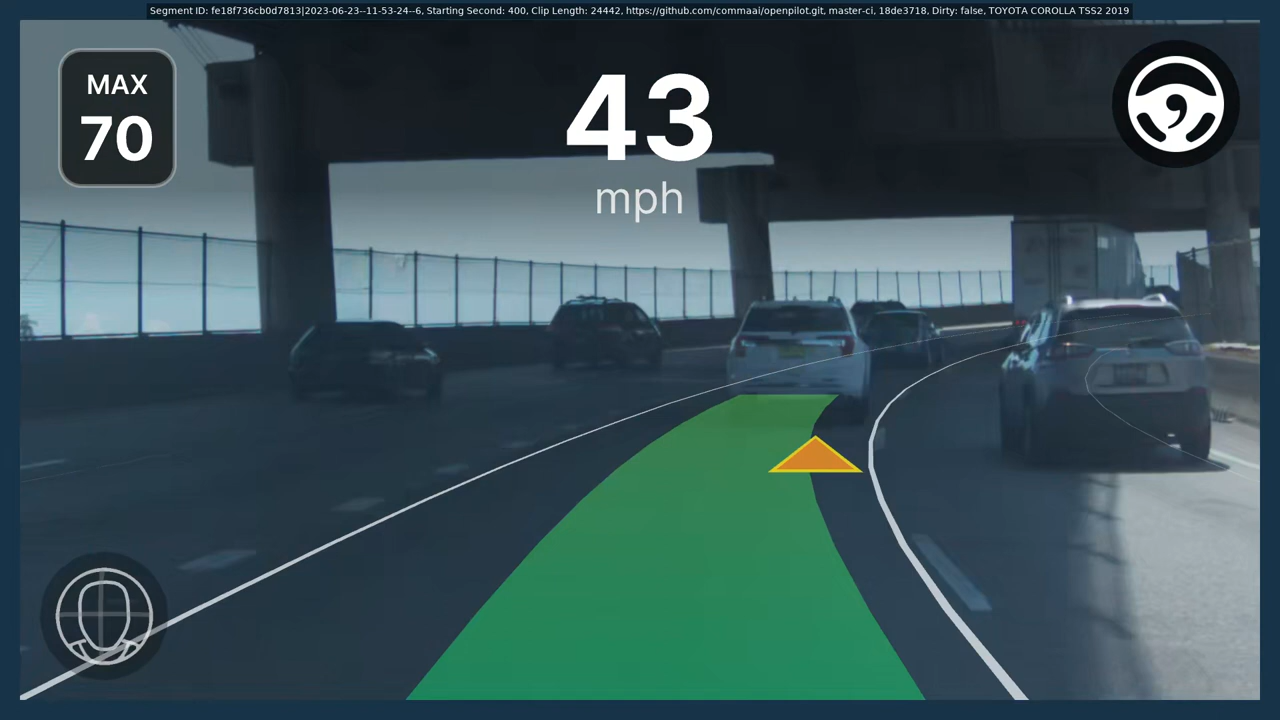 Segment ID: fe18f736cb0d7813|2023-06-23--11-53-24--6, Starting Second: 400, Clip Length: 24442, https://github.com/commaai/openpilot.git, master-ci, 18de3718, Dirty: false, TOYOTA COROLLA TSS2 2019
MAX
70
43
mph